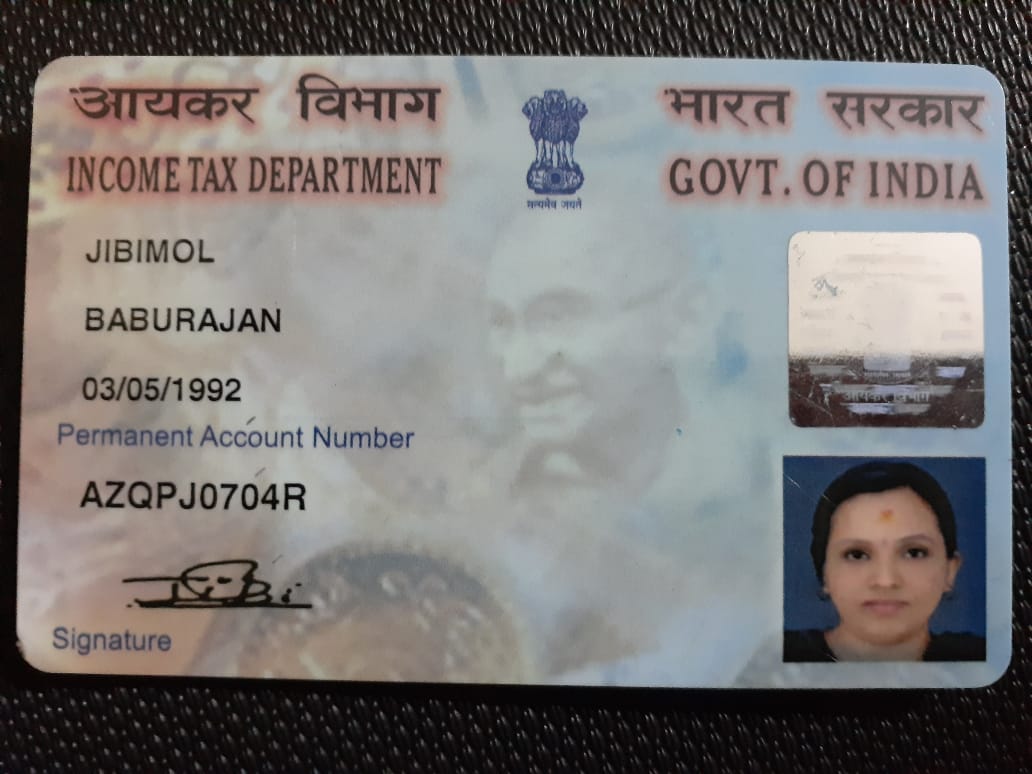 आयकर विभाग
भारत सरकार
INCOME TAX DEPARTMENT
GOVT. OF INDIA
सत्यमेव जयते
JIBIMOL
BABURAJAN
03/05/1992
Permanent Account Number
AZQPJ0704R
आयकर विभाग
Jibi
Signature